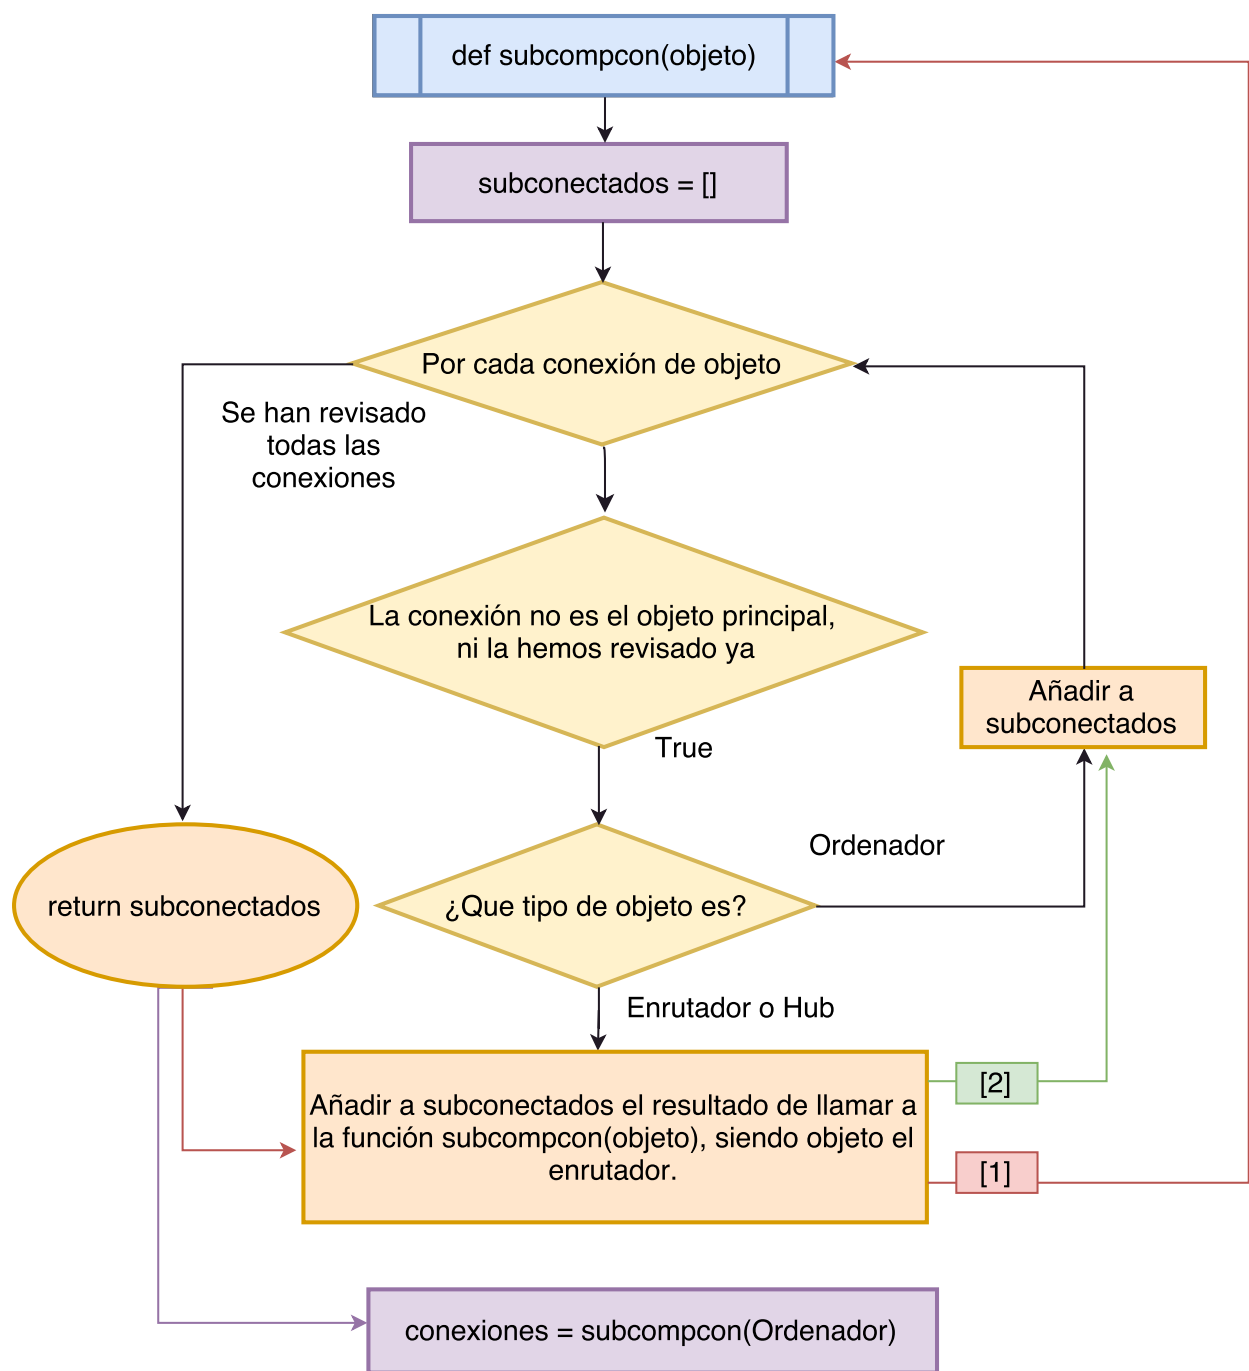 def subcompcon(objeto)
subconectados = []
Por cada conexión de objeto
Se han revisado
todas las
conexiones
La conexión no es el objeto principal,
ni la hemos revisado ya
True
Añadir a
subconectados
Ordenador
return subconectados
¿Que tipo de objeto es?
Enrutador o Hub
[2]
Añadir a subconectados el resultado de llamar a
la función subcompcon(objeto), siendo objeto el
enrutador.
[1]
conexiones = subcompcon(Ordenador)